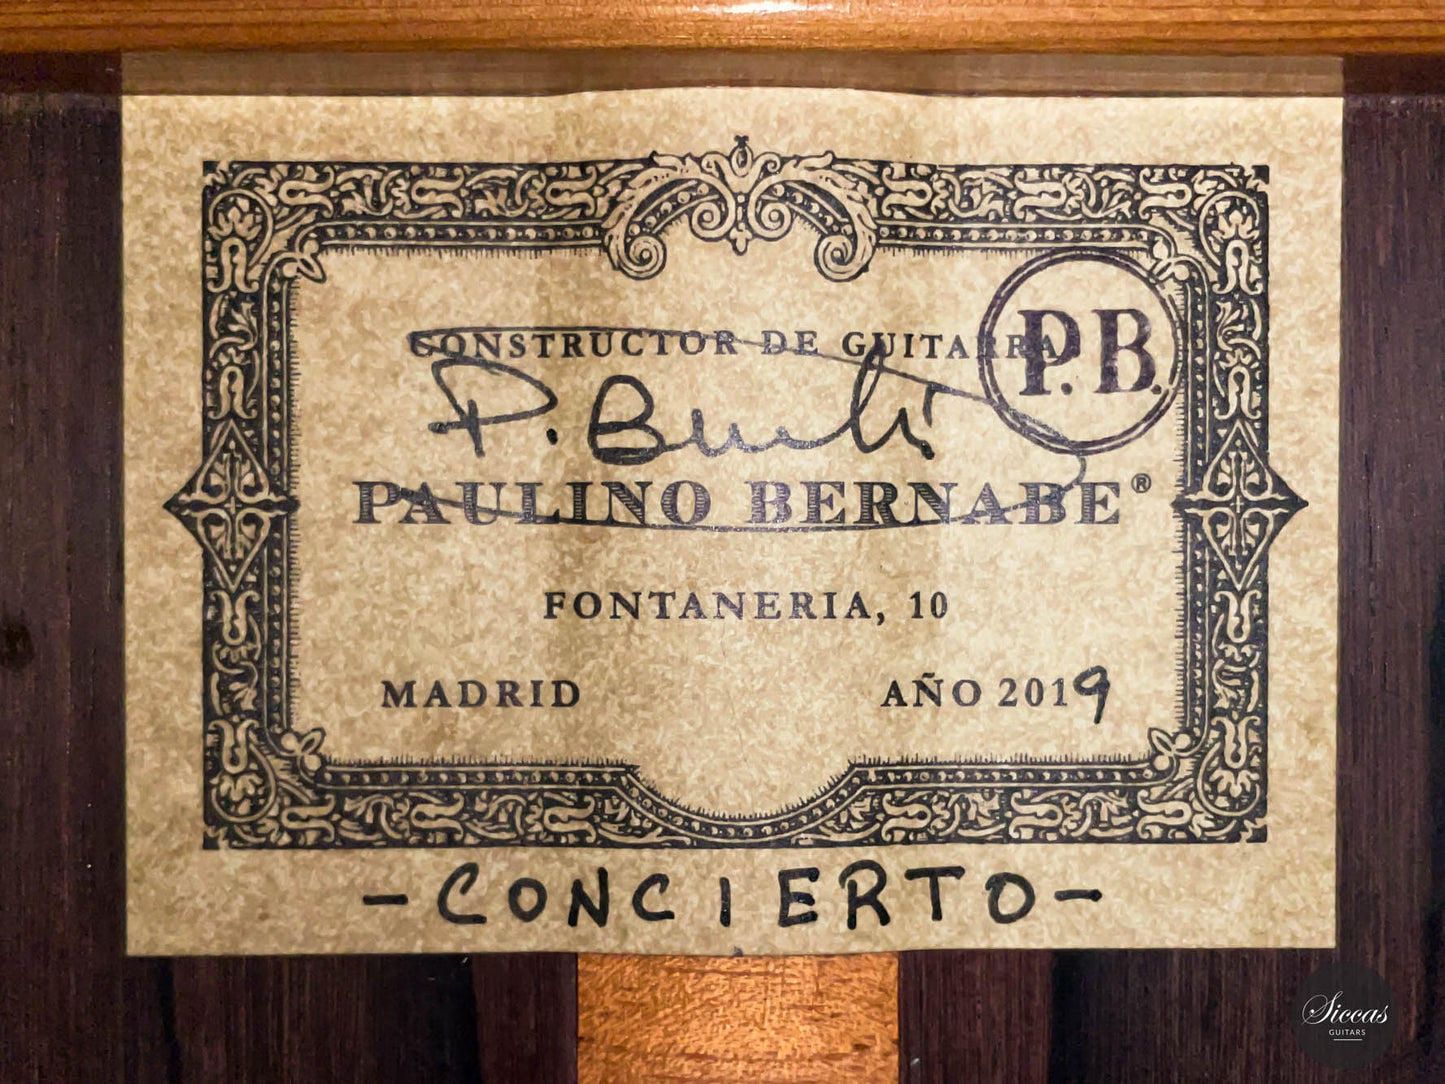 CONSTRUCTOR DE GUITARRA
P.B.
PAULINO BERNABE®
FONTANERIA, 10
MADRID AÑO 2019
-CONCIERTO-
Siccas
GUITARS